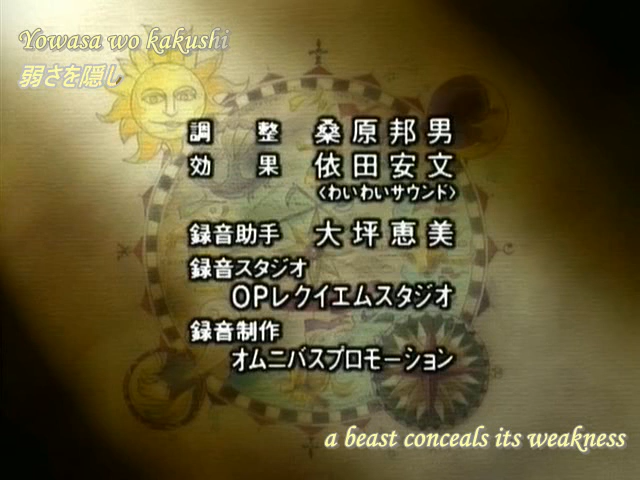 Yowasa wo kakushi
弱さを隠し
調 整 桑原邦男
効 果 依田安文
〈わいわいサウンド〉
録音助手 大坪恵美
録音スタジオ
OPレクイエムスタジオ
録音制作
オムニバスプロモーション
a beast conceals its weakness